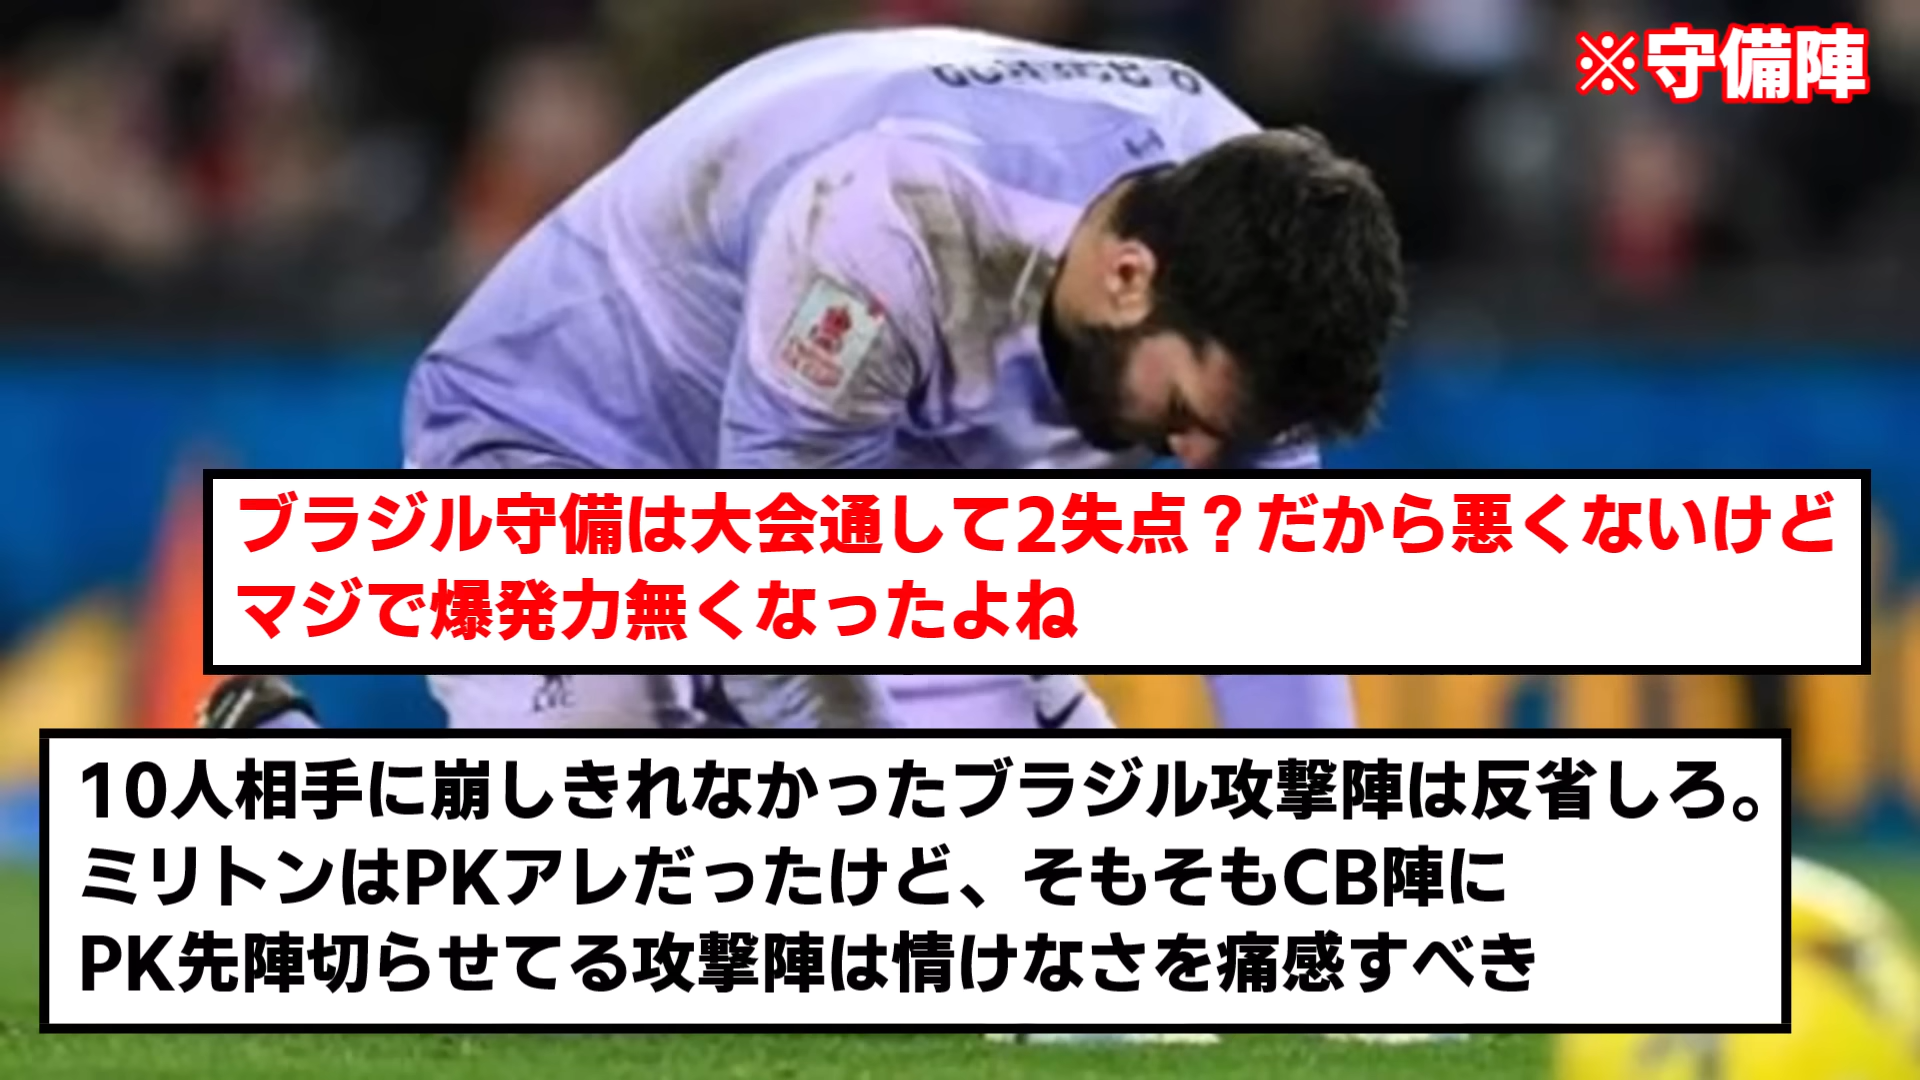 ※守備陣
ブラジル守備は大会通して2失点？だから悪くないけど
マジで爆発力無くなったよね
10人相手に崩しきれなかったブラジル攻撃陣は反省しろ。
ミリトンはPKアレだったけど、そもそもCB陣に
PK先陣切らせてる攻撃陣は情けなさを痛感すべき